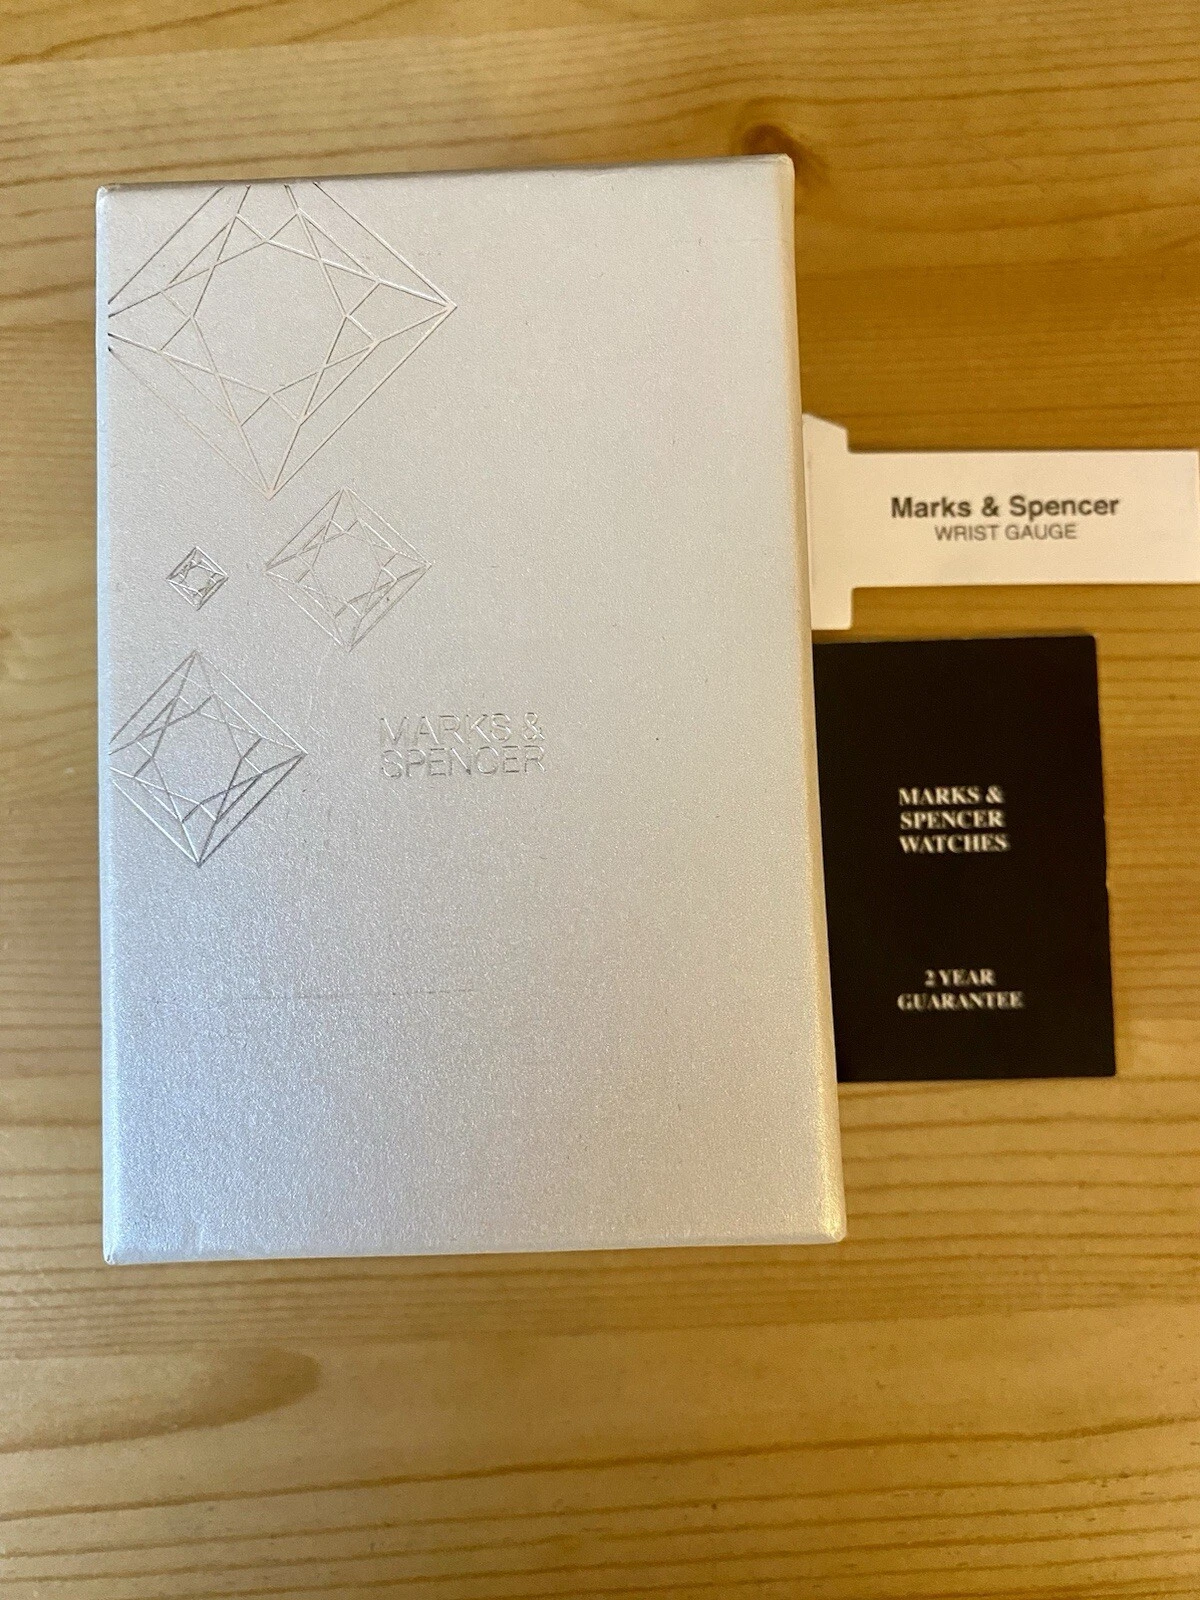 MARKS &
SPENCER
Marks & Spencer
WRIST GAUGE
MARKS &
SPENCER
WATCHES
2 YEAR
GUARANTEE